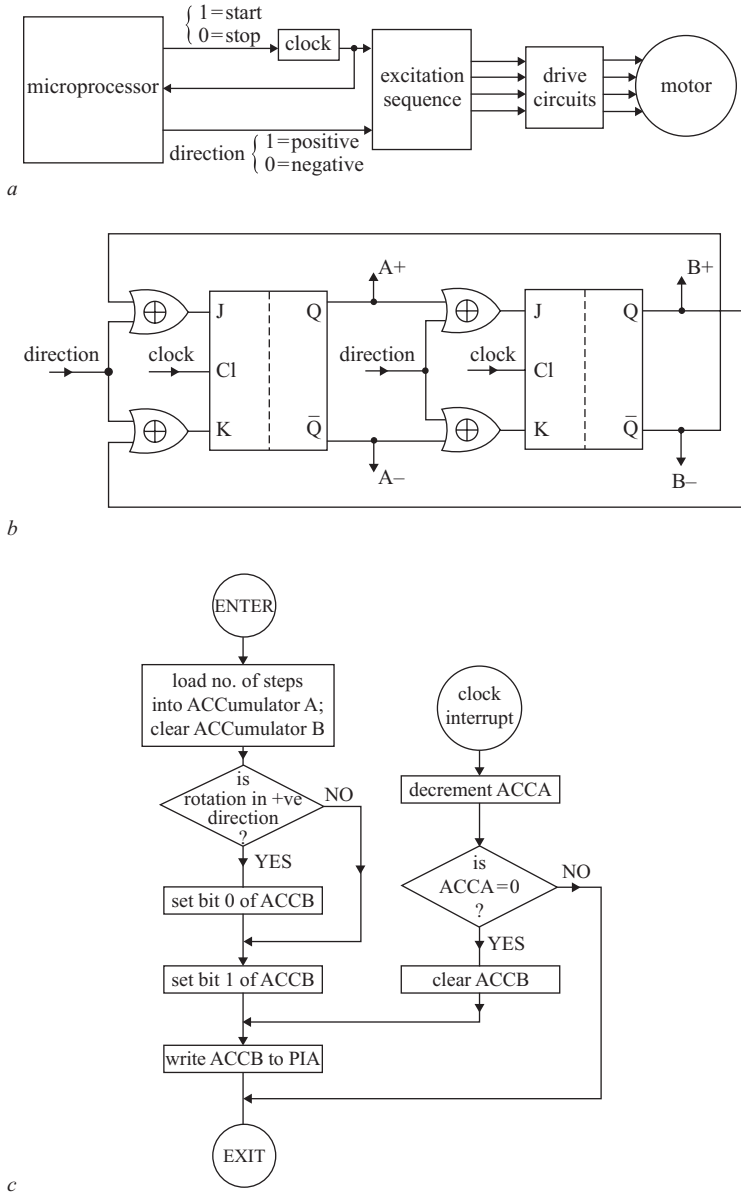 1=start
0=stop
clock
microprocessor
excitation
sequence
drive
circuits
motor
direction
1=positive
0=negative
a
A+
B+
J
Q
J
Q
direction
clock
Cl
direction
clock
Cl
K
Q̄
K
Q̄
A–
B–
b
ENTER
load no. of steps
into ACCumulator A;
clear ACCumulator B
is
rotation in +ve
direction
?
NO
YES
set bit 0 of ACCB
set bit 1 of ACCB
write ACCB to PIA
EXIT
clock
interrupt
decrement ACCA
is
ACCA=0
?
NO
YES
clear ACCB
c